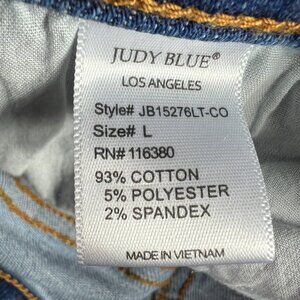 JUDY BLUE®
LOS ANGELES
Style# JB15276LT-CO
Size# L
RN# 116380
93% COTTON
5% POLYESTER
2% SPANDEX
MADE IN VIETNAM